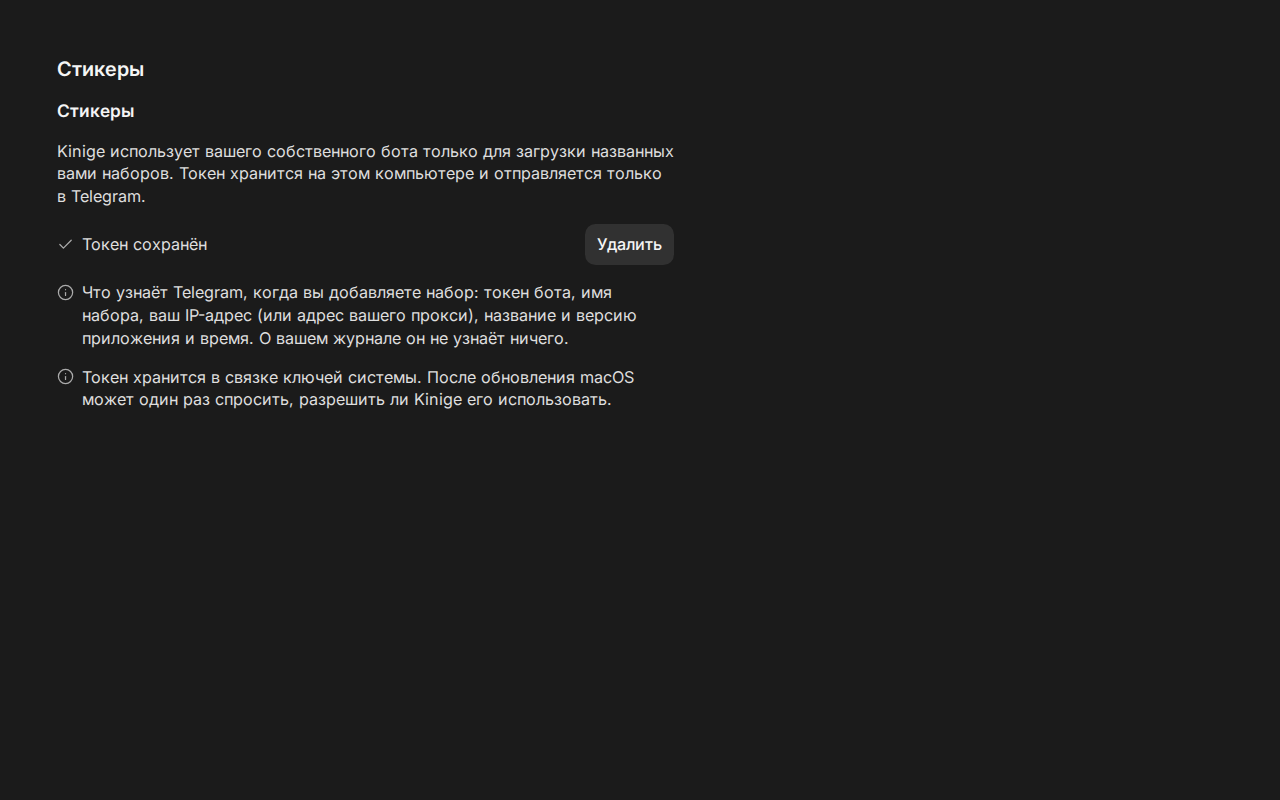 Стикеры
Стикеры
Kinige использует вашего собственного бота только для загрузки названных
вами наборов. Токен хранится на этом компьютере и отправляется только
в Telegram.
Токен сохранён
Удалить
Что узнаёт Telegram, когда вы добавляете набор: токен бота, имя
набора, ваш IP-адрес (или адрес вашего прокси), название и версию
приложения и время. О вашем журнале он не узнаёт ничего.
Токен хранится в связке ключей системы. После обновления macOS
может один раз спросить, разрешить ли Kinige его использовать.